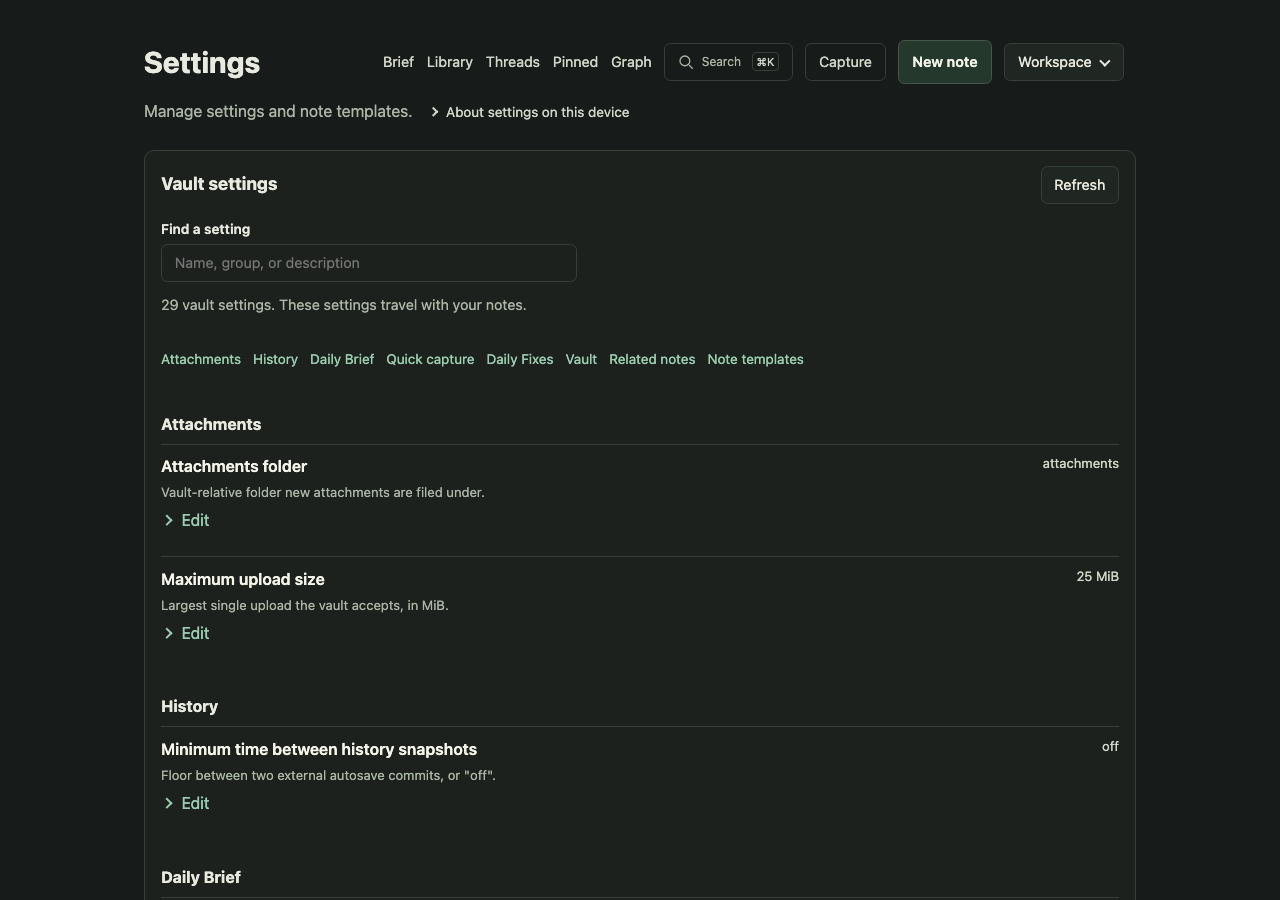 Settings
Brief Library Threads Pinned Graph Search ⌘K Capture New note Workspace
Manage settings and note templates. About settings on this device
Vault settings
Refresh
Find a setting
Name, group, or description
29 vault settings. These settings travel with your notes.
Attachments History Daily Brief Quick capture Daily Fixes Vault Related notes Note templates
Attachments
Attachments folder
attachments
Vault-relative folder new attachments are filed under.
Edit
Maximum upload size
25 MiB
Largest single upload the vault accepts, in MiB.
Edit
History
Minimum time between history snapshots
off
Floor between two external autosave commits, or "off".
Edit
Daily Brief